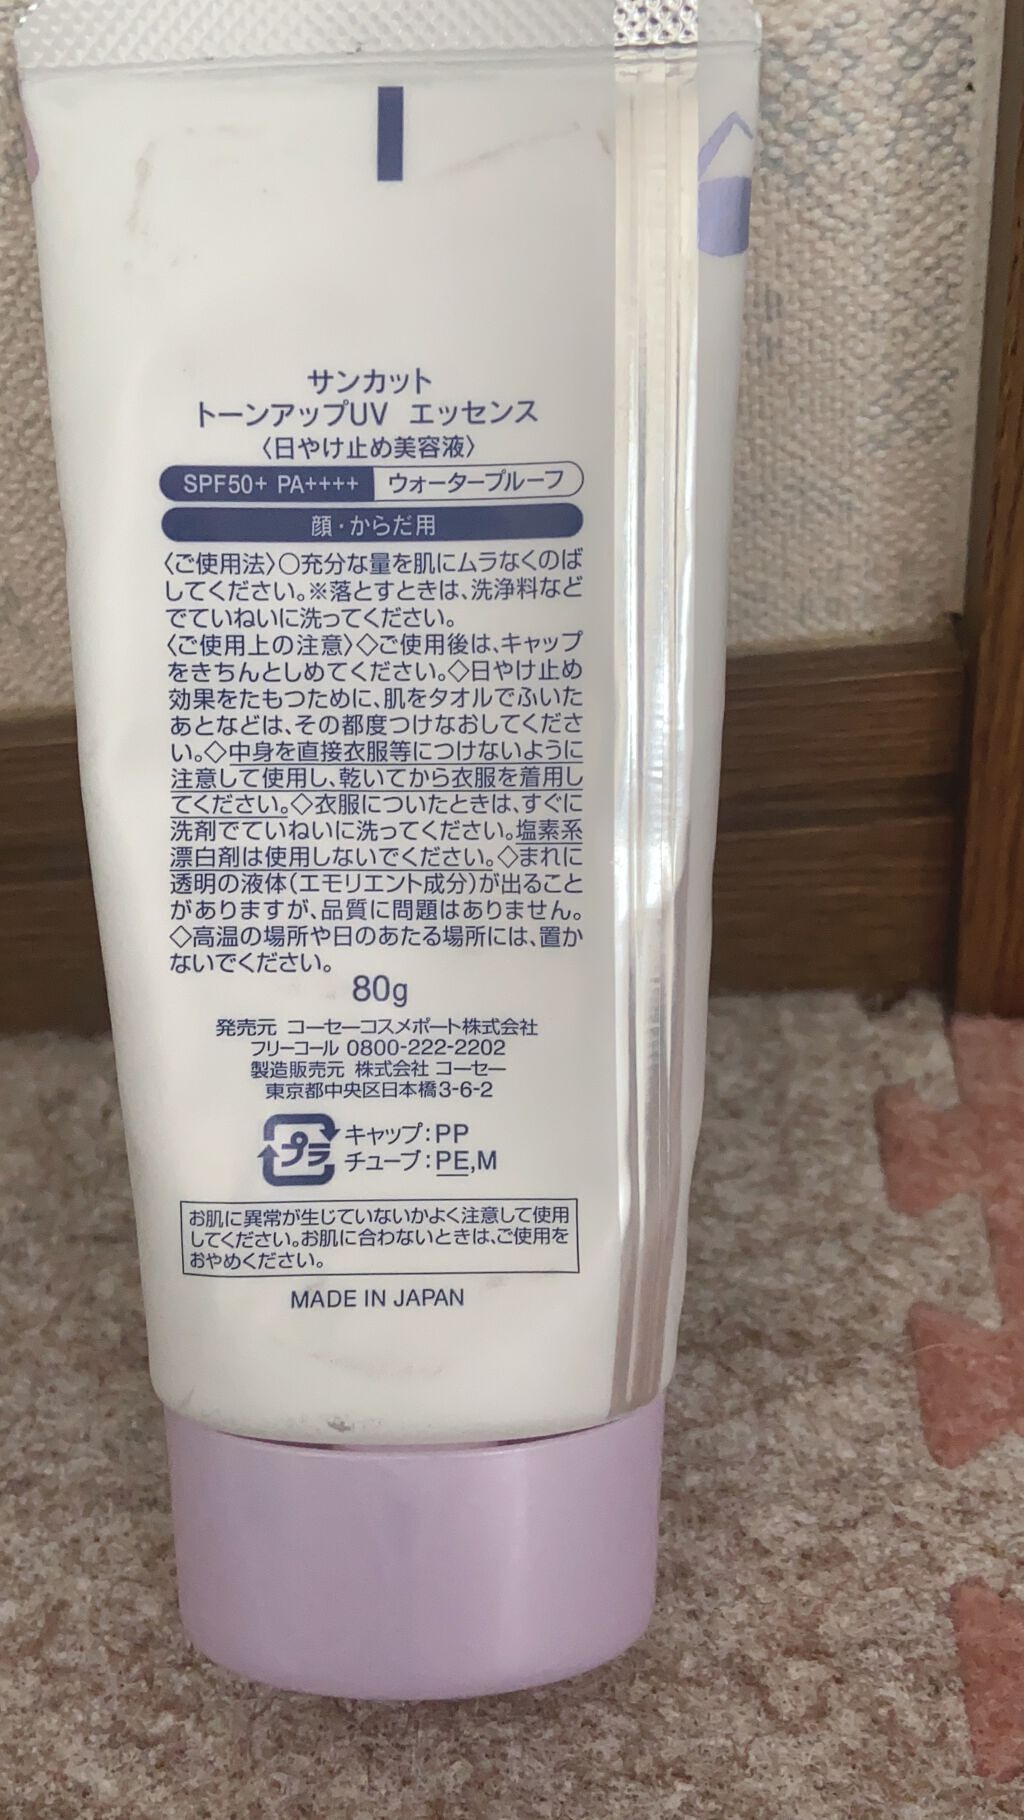 サンカット
トーンアップUV エッセンス
〈日やけ止め美容液〉
SPF50+ PA++++ ウォータープルーフ
顔・からだ用
〈ご使用法〉○充分な量を肌にムラなくのば
してください。※落とすときは、洗浄料など
でていねいに洗ってください。
〈ご使用上の注意〉◇ご使用後は、キャップ
をきちんとしめてください。◇日やけ止め
効果をたもつために、肌をタオルでふいた
あとなどは、その都度つけなおしてくださ
い。◇中身を直接衣服等につけないように
注意して使用し、乾いてから衣服を着用し
てください。◇衣服についたときは、すぐに
洗剤でていねいに洗ってください。塩素系
漂白剤は使用しないでください。◇まれに
透明の液体(エモリエント成分)が出ること
がありますが、品質に問題はありません。
◇高温の場所や日のあたる場所には、置か
ないでください。
80g
発売元 コーセーコスメポート株式会社
フリーコール 0800-222-2202
製造販売元 株式会社 コーセー
東京都中央区日本橋3-6-2
プラ キャップ:PP
チューブ:PE,M
お肌に異常が生じていないかよく注意して使用
してください。お肌に合わないときは、ご使用を
おやめください。
MADE IN JAPAN